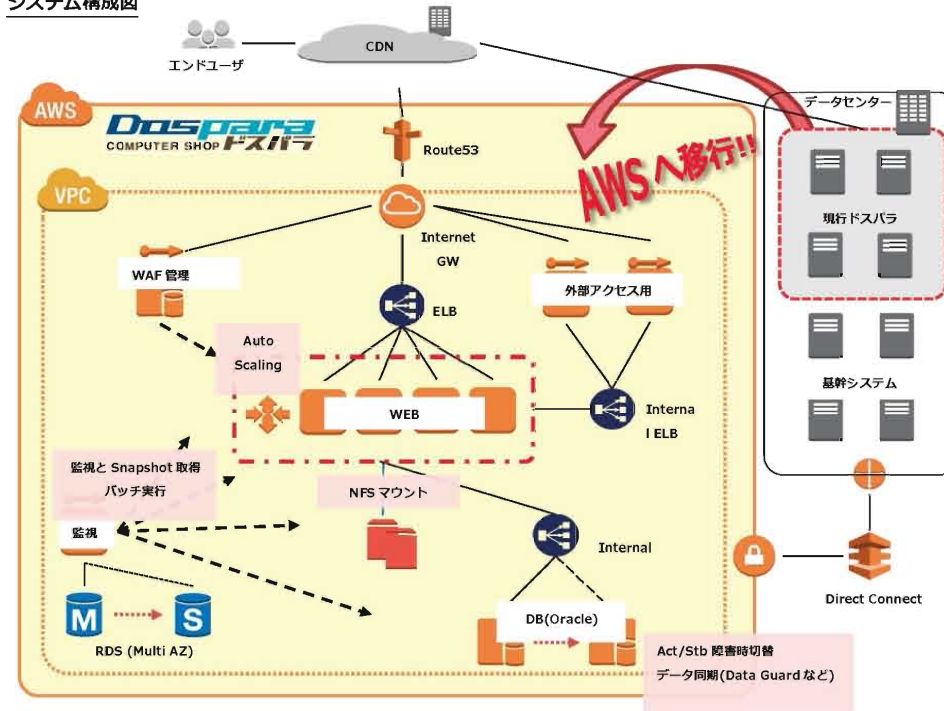 システム構成図
CDN
エンドユーザ
AWS
Dospara
COMPUTER SHOP ドスパラ
Route53
AWSへ移行!!
データセンター
現行ドスパラ
VPC
Internet
GW
WAF 管理
外部アクセス用
ELB
Auto
Scaling
WEB
Interna
l ELB
基幹システム
監視と Snapshot 取得
バッチ実行
NFS マウント
監視
Internal
Direct Connect
M
S
RDS (Multi AZ)
DB(Oracle)
Act/Stb 障害時切替
データ同期(Data Guard など)